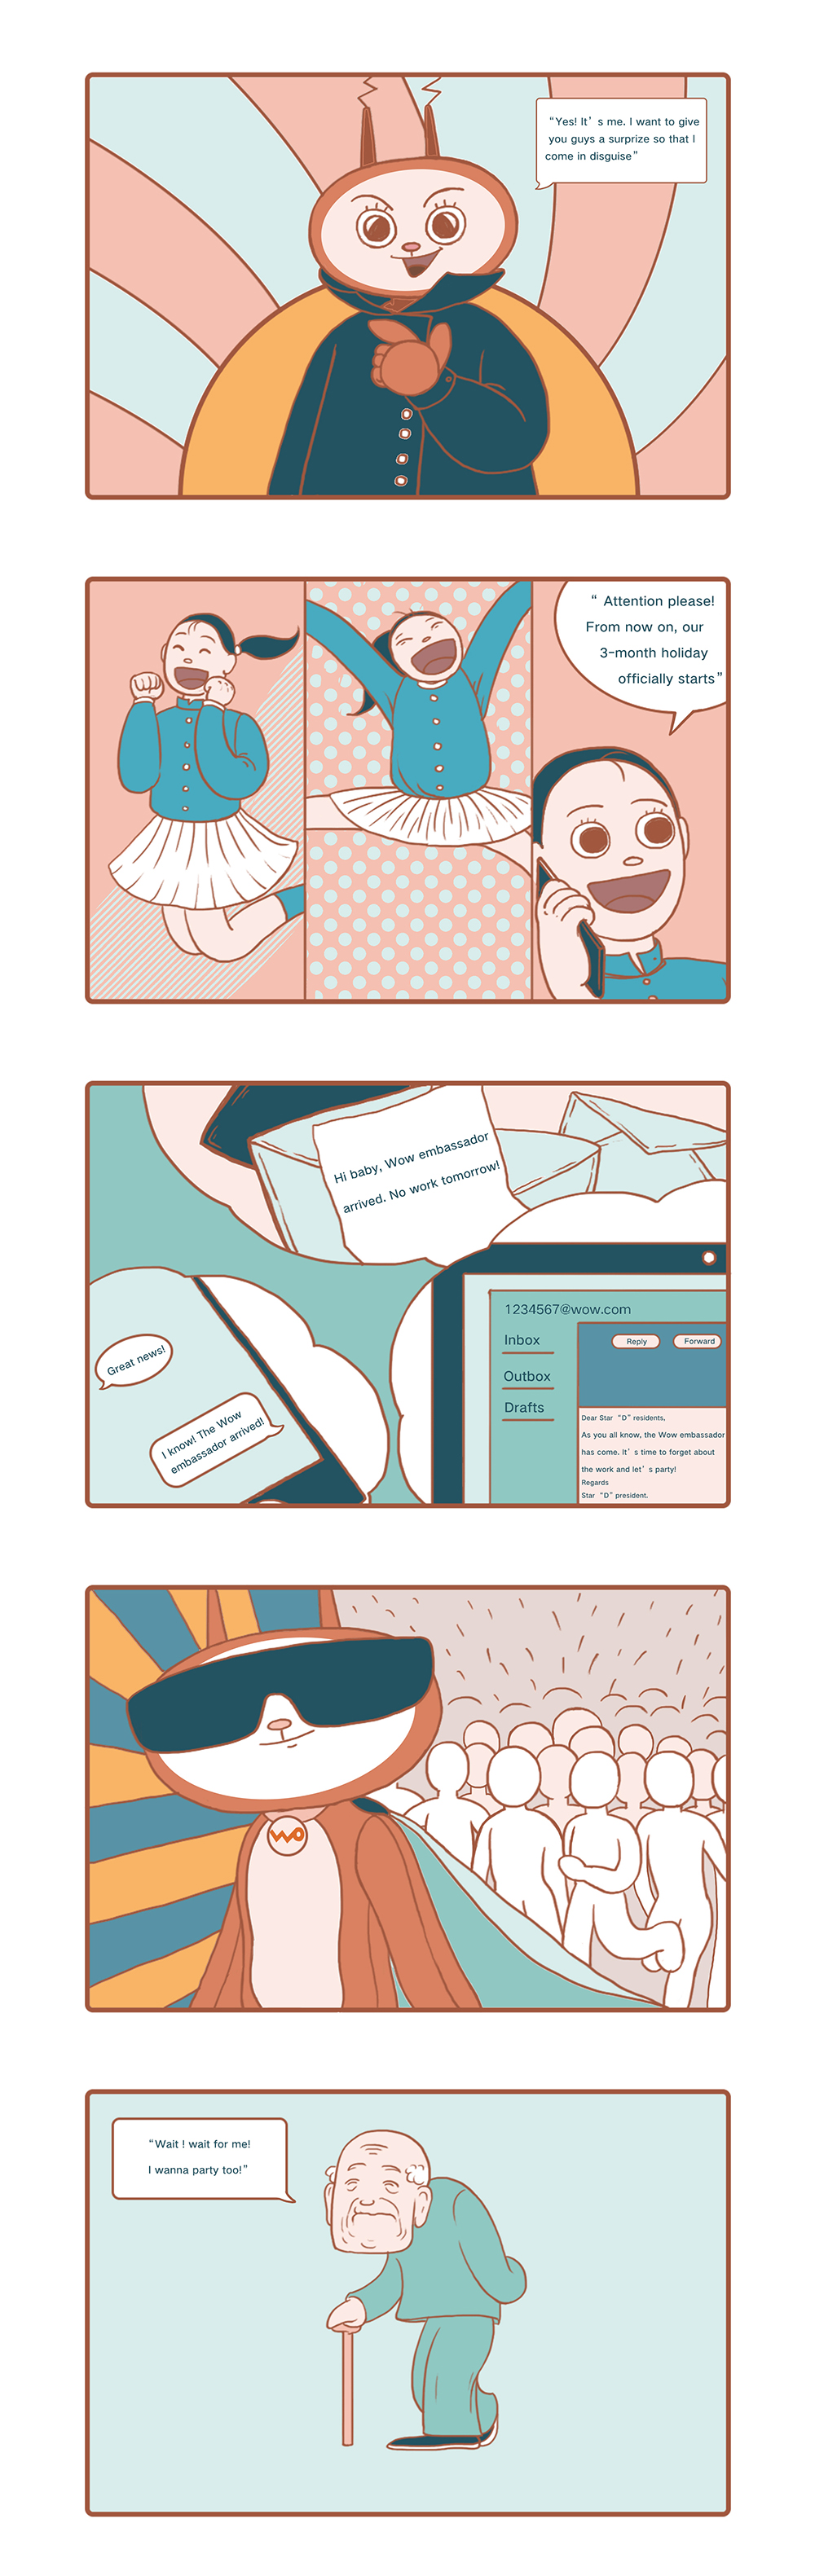 “Yes! It’s me. I want to give
you guys a surprize so that I
come in disguise”
“ Attention please!
From now on, our
3-month holiday
officially starts”
Hi baby, Wow embassador
arrived. No work tomorrow!
Great news!
I know! The Wow
embassador arrived!
1234567@wow.com
Inbox
Outbox
Drafts
Reply
Forward
Dear Star “D” residents,
As you all know, the Wow embassador
has come. It’s time to forget about
the work and let’s party!
Regards
Star “D” president.
WO
“Wait ! wait for me!
I wanna party too!”